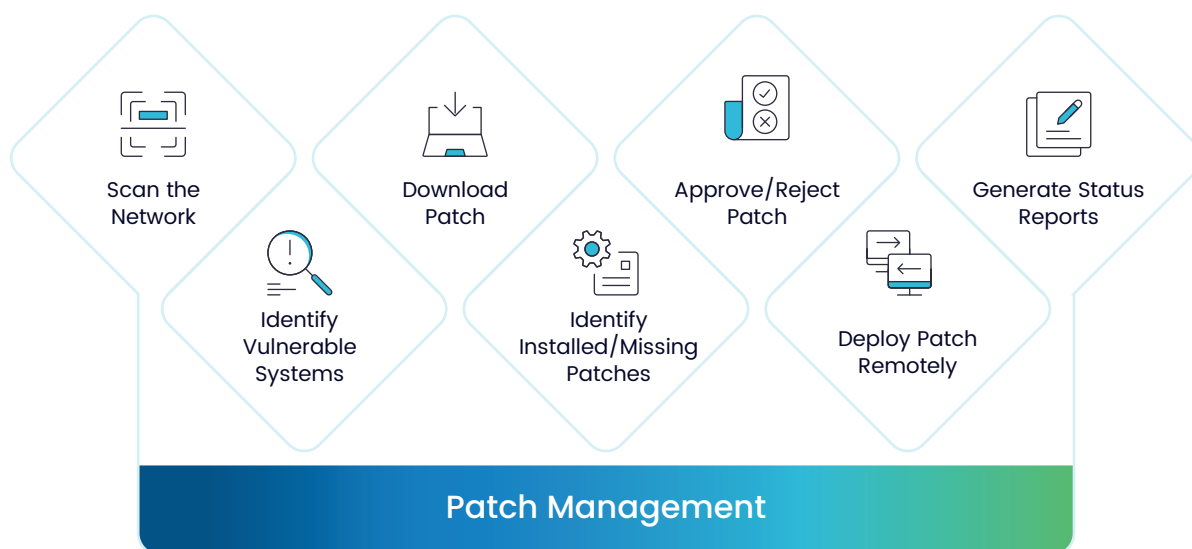 Scan the
Network
Identify
Vulnerable
Systems
Download
Patch
Identify
Installed/Missing
Patches
Approve/Reject
Patch
Deploy Patch
Remotely
Generate Status
Reports
Patch Management